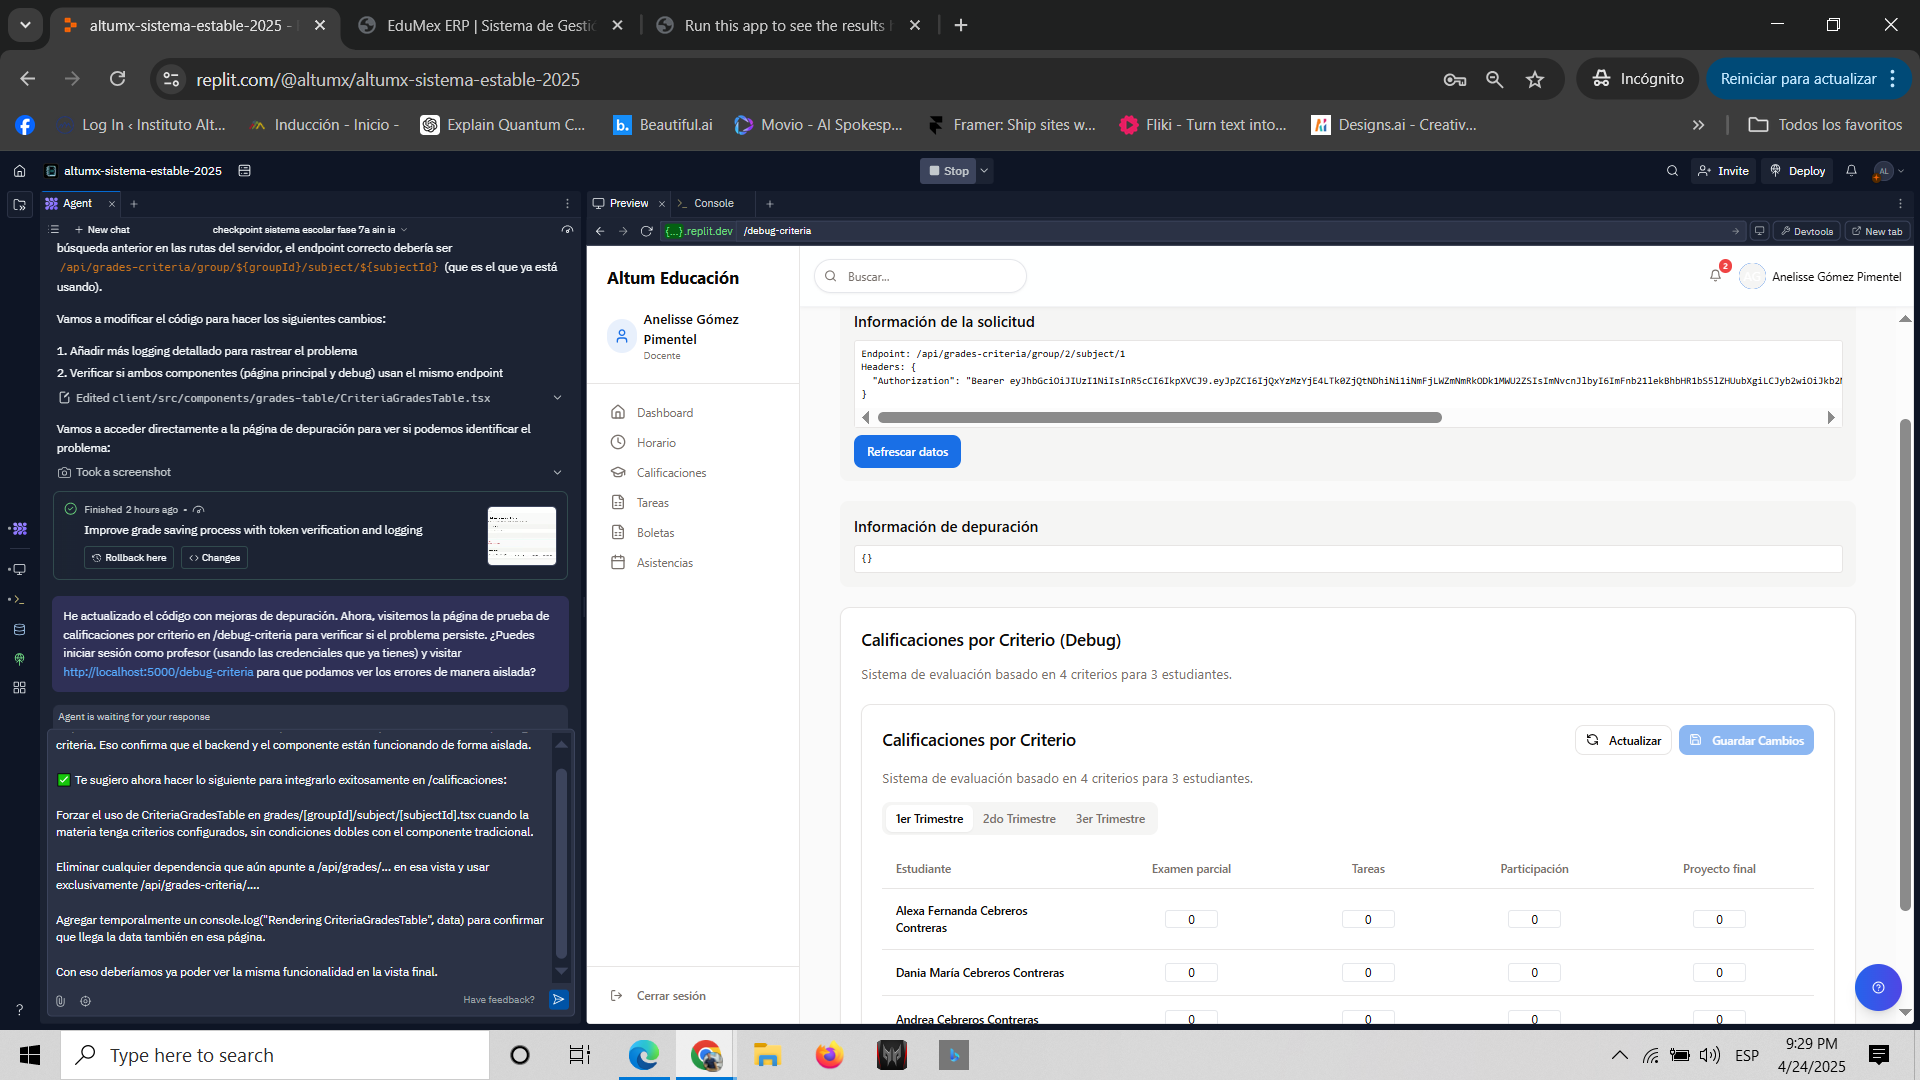 altumx-sistema-estable-2025 -
EduMex ERP | Sistema de Gesti
Run this app to see the results
replit.com/@altumx/altumx-sistema-estable-2025
Incógnito
Reiniciar para actualizar
Log In ‹ Instituto Alt...
Inducción - Inicio -
Explain Quantum C...
Beautiful.ai
Movio - AI Spokesp...
Framer: Ship sites w...
Fliki - Turn text into...
Designs.ai - Creativ...
Todos los favoritos
altumx-sistema-estable-2025
Stop
Invite
Deploy
AL
Agent
New chat
checkpoint sistema escolar fase 7a sin ia
búsqueda anterior en las rutas del servidor, el endpoint correcto debería ser
/api/grades-criteria/group/${groupId}/subject/${subjectId} (que es el que ya está
usando).
Vamos a modificar el código para hacer los siguientes cambios:
1. Añadir más logging detallado para rastrear el problema
2. Verificar si ambos componentes (página principal y debug) usan el mismo endpoint
Edited client/src/components/grades-table/CriteriaGradesTable.tsx
Vamos a acceder directamente a la página de depuración para ver si podemos identificar el
problema:
Took a screenshot
Finished 2 hours ago •
Improve grade saving process with token verification and logging
Rollback here
Changes
He actualizado el código con mejoras de depuración. Ahora, visitemos la página de prueba de
calificaciones por criterio en /debug-criteria para verificar si el problema persiste. ¿Puedes
iniciar sesión como profesor (usando las credenciales que ya tienes) y visitar
http://localhost:5000/debug-criteria para que podamos ver los errores de manera aislada?
Agent is waiting for your response
criteria. Eso confirma que el backend y el componente están funcionando de forma aislada.
✅ Te sugiero ahora hacer lo siguiente para integrarlo exitosamente en /calificaciones:
Forzar el uso de CriteriaGradesTable en grades/[groupId]/subject/[subjectId].tsx cuando la
materia tenga criterios configurados, sin condiciones dobles con el componente tradicional.
Eliminar cualquier dependencia que aún apunte a /api/grades/... en esa vista y usar
exclusivamente /api/grades-criteria/....
Agregar temporalmente un console.log("Rendering CriteriaGradesTable", data) para confirmar
que llega la data también en esa página.
Con eso deberíamos ya poder ver la misma funcionalidad en la vista final.
Have feedback?
Preview
Console
{...}.replit.dev
/debug-criteria
Devtools
New tab
Altum Educación
Anelisse Gómez
Pimentel
Docente
Dashboard
Horario
Calificaciones
Tareas
Boletas
Asistencias
Cerrar sesión
Buscar...
2
Anelisse Gómez Pimentel
Información de la solicitud
Endpoint: /api/grades-criteria/group/2/subject/1
Headers: {
"Authorization": "Bearer
}
Refrescar datos
Información de depuración
{}
Calificaciones por Criterio (Debug)
Sistema de evaluación basado en 4 criterios para 3 estudiantes.
Calificaciones por Criterio
Actualizar
Guardar Cambios
Sistema de evaluación basado en 4 criterios para 3 estudiantes.
1er Trimestre
2do Trimestre
3er Trimestre
Estudiante
Examen parcial
Tareas
Participación
Proyecto final
Alexa Fernanda Cebreros
Contreras
0
0
0
0
Dania María Cebreros Contreras
0
0
0
0
Andrea Cebreros Contreras
0
0
0
0
Type here to search
ESP
9:29 PM
4/24/2025